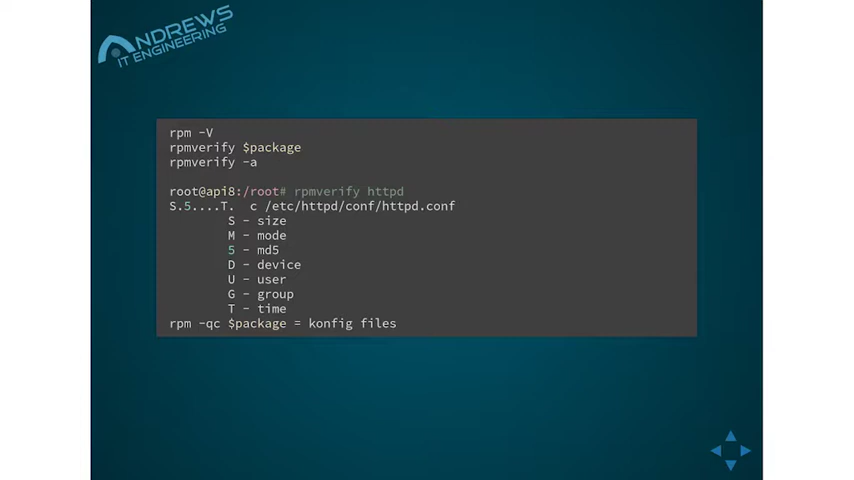 ANDREWS
IT ENGINEERING
rpm -V
rpmverify $package
rpmverify -a
root@api8:/root# rpmverify httpd
S.5....T.  c /etc/httpd/conf/httpd.conf
S - size
M - mode
5 - md5
D - device
U - user
G - group
T - time
rpm -qc $package = konfig files